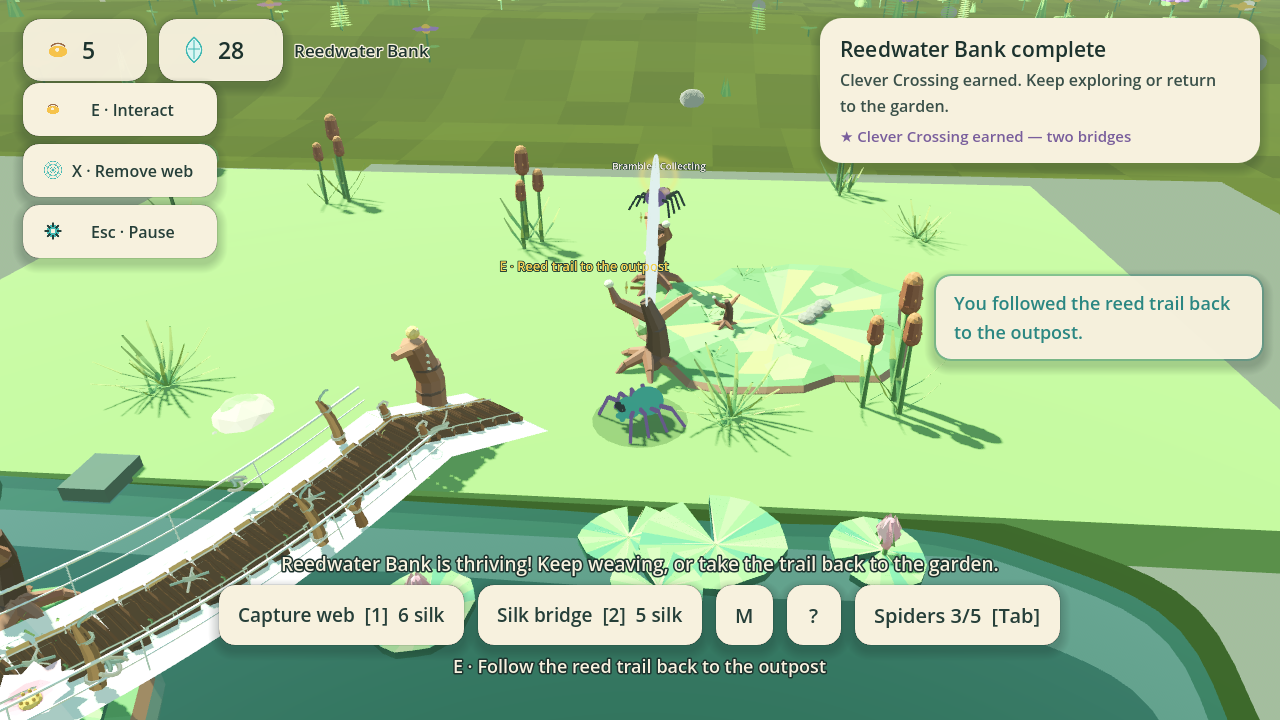 5
28
Reedwater Bank
E · Interact
X · Remove web
Esc · Pause
Reedwater Bank complete
Clever Crossing earned. Keep exploring or return
to the garden.
★ Clever Crossing earned — two bridges
Bramble Collecting
E · Reed trail to the outpost
You followed the reed trail back
to the outpost.
Reedwater Bank is thriving! Keep weaving, or take the trail back to the garden.
Capture web [1] 6 silk
Silk bridge [2] 5 silk
M
?
Spiders 3/5 [Tab]
E · Follow the reed trail back to the outpost